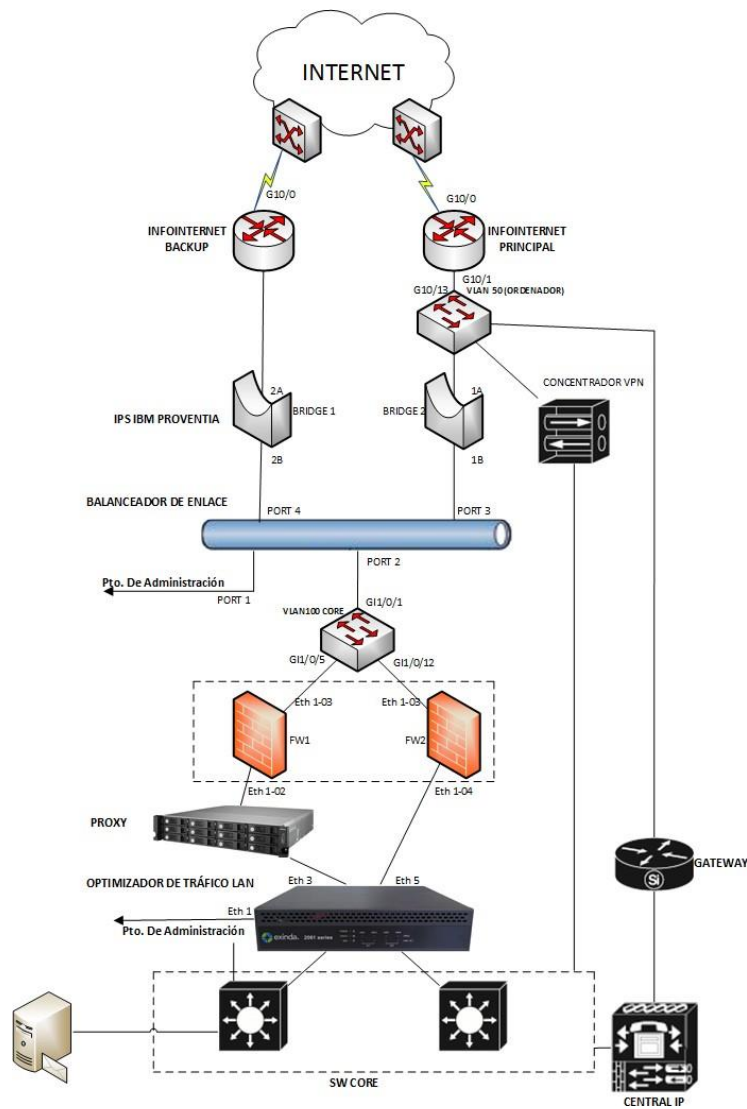 INTERNET
G10/0
G10/0
INFOINTERNET
BACKUP
INFOINTERNET
PRINCIPAL
G10/1
G10/13
VLAN 50 (ORDENADOR)
CONCENTRADOR VPN
2A
1A
IPS IBM PROVENTIA
BRIDGE 1
BRIDGE 2
2B
1B
BALANCEADOR DE ENLACE
PORT 4
PORT 3
PORT 2
Pto. De Administración
PORT 1
GI1/0/1
VLAN100 CORE
GI1/0/5
GI1/0/12
Eth 1-03
Eth 1-03
FW1
FW2
Eth 1-02
Eth 1-04
PROXY
GATEWAY
Si
OPTIMIZADOR DE TRÁFICO LAN
Eth 3
Eth 5
Eth 1
Pto. De Administración
exinda.
SW CORE
CENTRAL IP